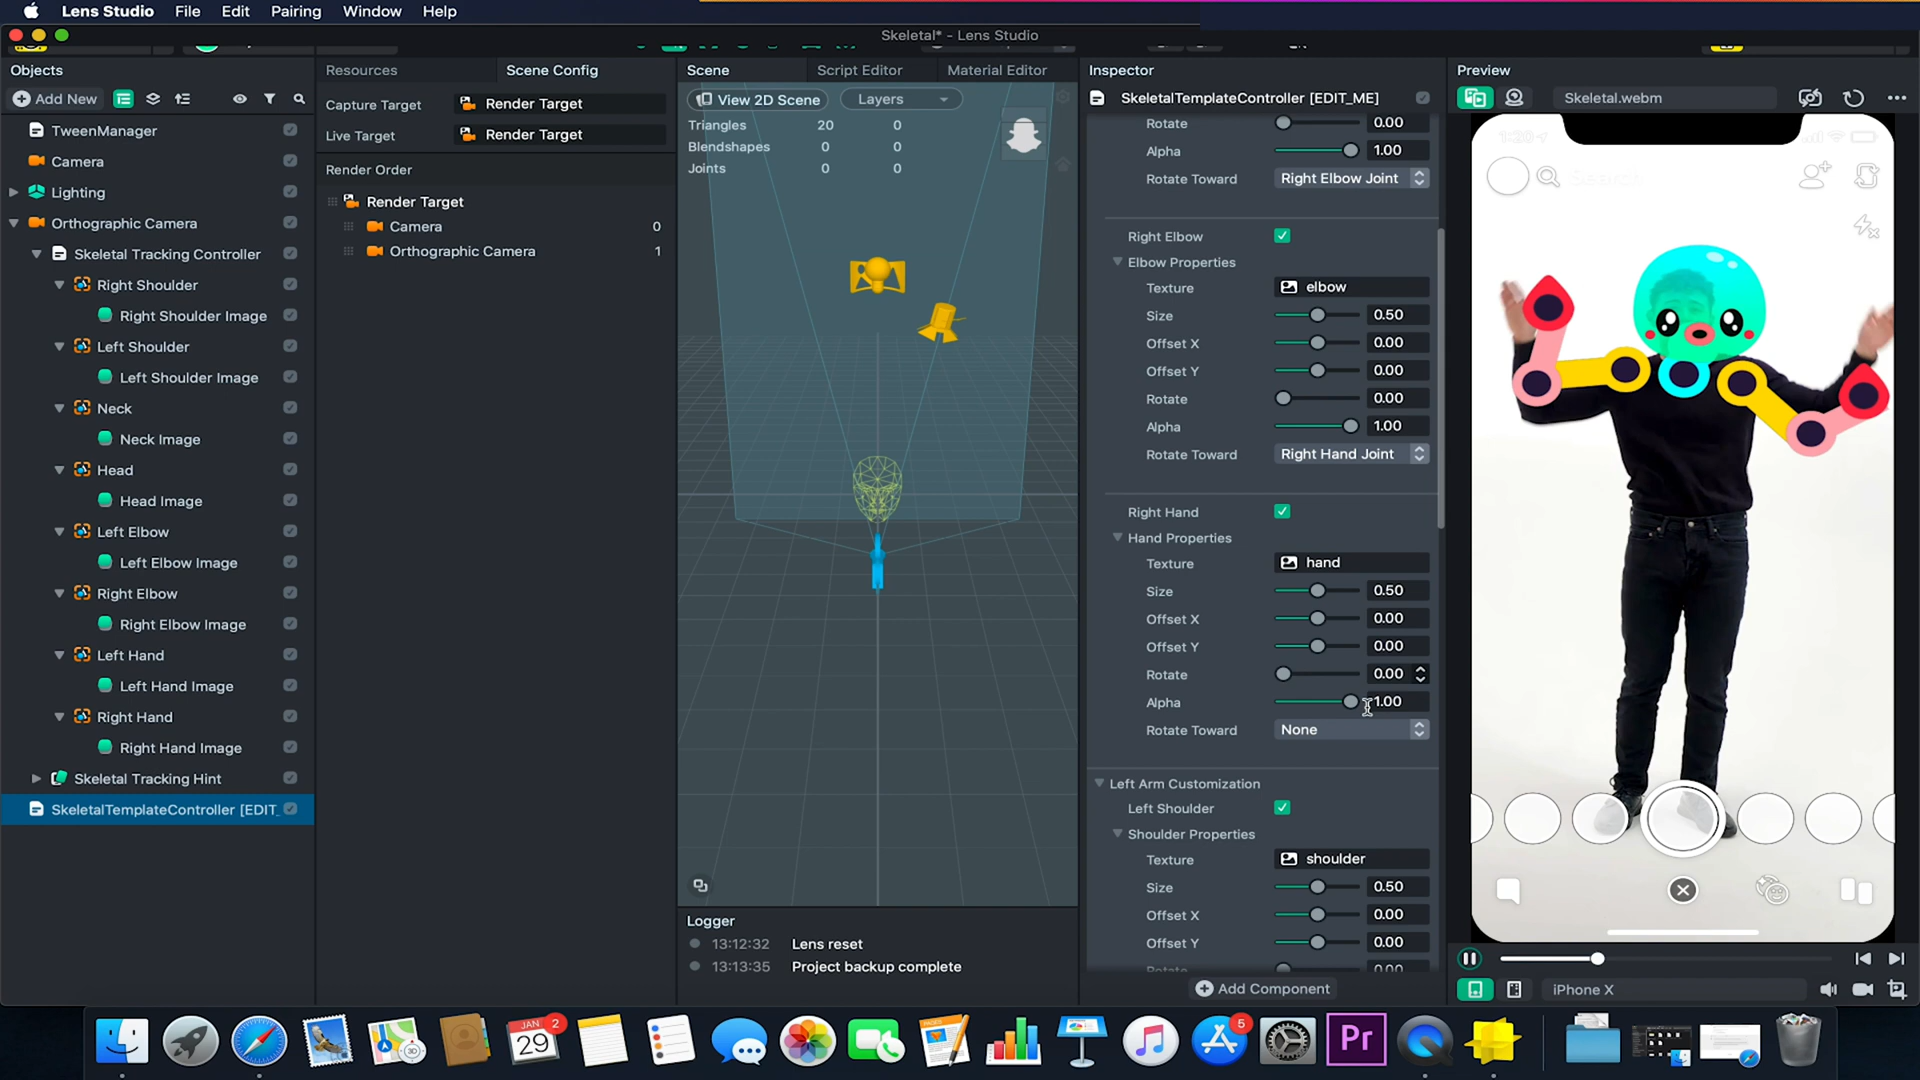 Lens Studio File Edit Pairing Window Help
Skeletal* - Lens Studio
Objects
Add New
TweenManager
Camera
Lighting
Orthographic Camera
Skeletal Tracking Controller
Right Shoulder
Right Shoulder Image
Left Shoulder
Left Shoulder Image
Neck
Neck Image
Head
Head Image
Left Elbow
Left Elbow Image
Right Elbow
Right Elbow Image
Left Hand
Left Hand Image
Right Hand
Right Hand Image
Skeletal Tracking Hint
SkeletalTemplateController [EDIT_
Resources Scene Config
Capture Target Render Target
Live Target Render Target
Render Order
Render Target
Camera 0
Orthographic Camera 1
Scene Script Editor Material Editor
View 2D Scene Layers
Triangles 20 0
Blendshapes 0 0
Joints 0 0
Logger
13:12:32 Lens reset
13:13:35 Project backup complete
Inspector
SkeletalTemplateController [EDIT_ME]
Rotate 0.00
Alpha 1.00
Rotate Toward Right Elbow Joint
Right Elbow
Elbow Properties
Texture elbow
Size 0.50
Offset X 0.00
Offset Y 0.00
Rotate 0.00
Alpha 1.00
Rotate Toward Right Hand Joint
Right Hand
Hand Properties
Texture hand
Size 0.50
Offset X 0.00
Offset Y 0.00
Rotate 0.00
Alpha 1.00
Rotate Toward None
Left Arm Customization
Left Shoulder
Shoulder Properties
Texture shoulder
Size 0.50
Offset X 0.00
Offset Y 0.00
Rotate 0.00
Add Component
Preview
Skeletal.webm
Search
iPhone X
JAN 2
29
3D
PAGES
5
Pr